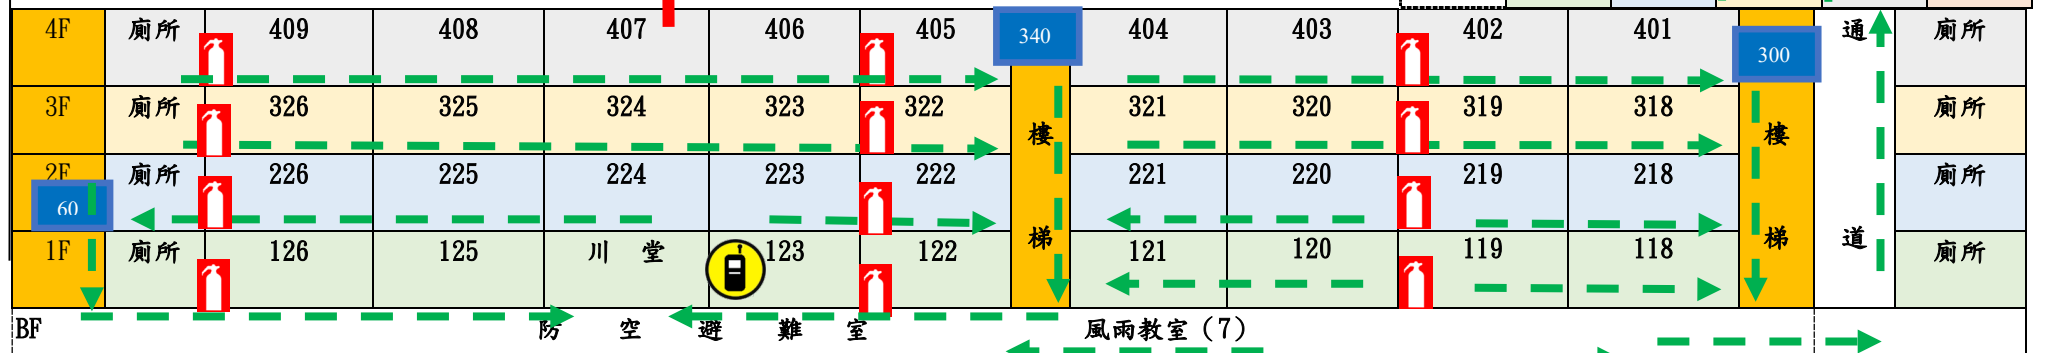 4F 廁所 409 408 407 406 405 340 404 403 402 401 300 通 廁所
3F 廁所 326 325 324 323 322 樓 321 320 319 318 樓 廁所
2F 廁所 226 225 224 223 222 221 220 219 218 廁所
60
1F 廁所 126 125 川 堂 123 122 梯 121 120 119 118 梯 道 廁所
BF 防 空 避 難 室 風雨教室(7)